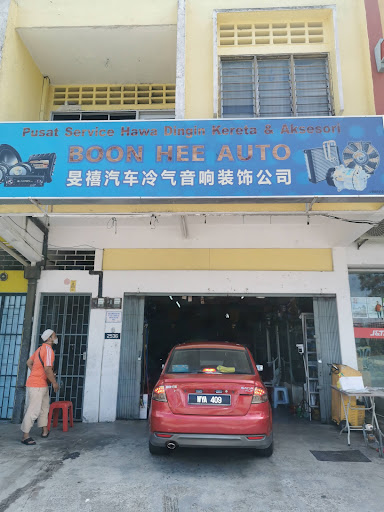 Pusat Service Hawa Dingin Kereta & Aksesori
BOON HEE AUTO
旻禧汽车冷气音响装饰公司
J&T
WYA 409